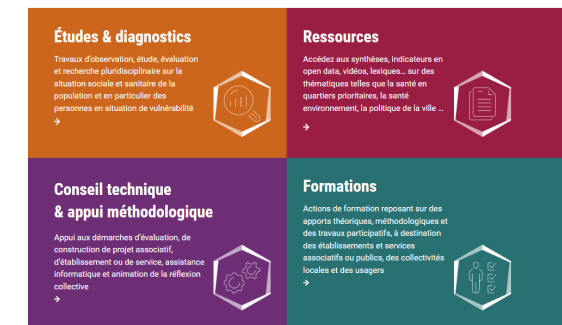 Études & diagnostics
Travaux d'observation, étude, évaluation
et recherche pluridisciplinaire sur la
situation sociale et sanitaire de la
population et en particulier des
personnes en situation de vulnérabilité
→
Ressources
Accédez aux synthèses, indicateurs en
open data, vidéos, lexiques... sur des
thématiques telles que la santé en
quartiers prioritaires, la santé
environnement, la politique de la ville ...
→
Conseil technique
& appui méthodologique
Appui aux démarches d'évaluation, de
construction de projet associatif,
d'établissement ou de service, assistance
informatique et animation de la réflexion
collective
→
Formations
Actions de formation reposant sur des
apports théoriques, méthodologiques et
des travaux participatifs, à destination
des établissements et services
associatifs ou publics, des collectivités
locales et des usagers
→